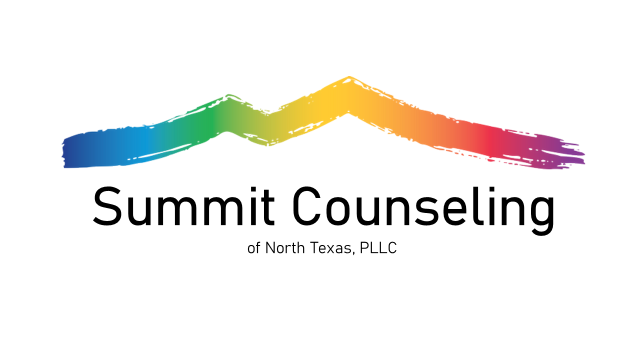 Summit Counseling
of North Texas, PLLC